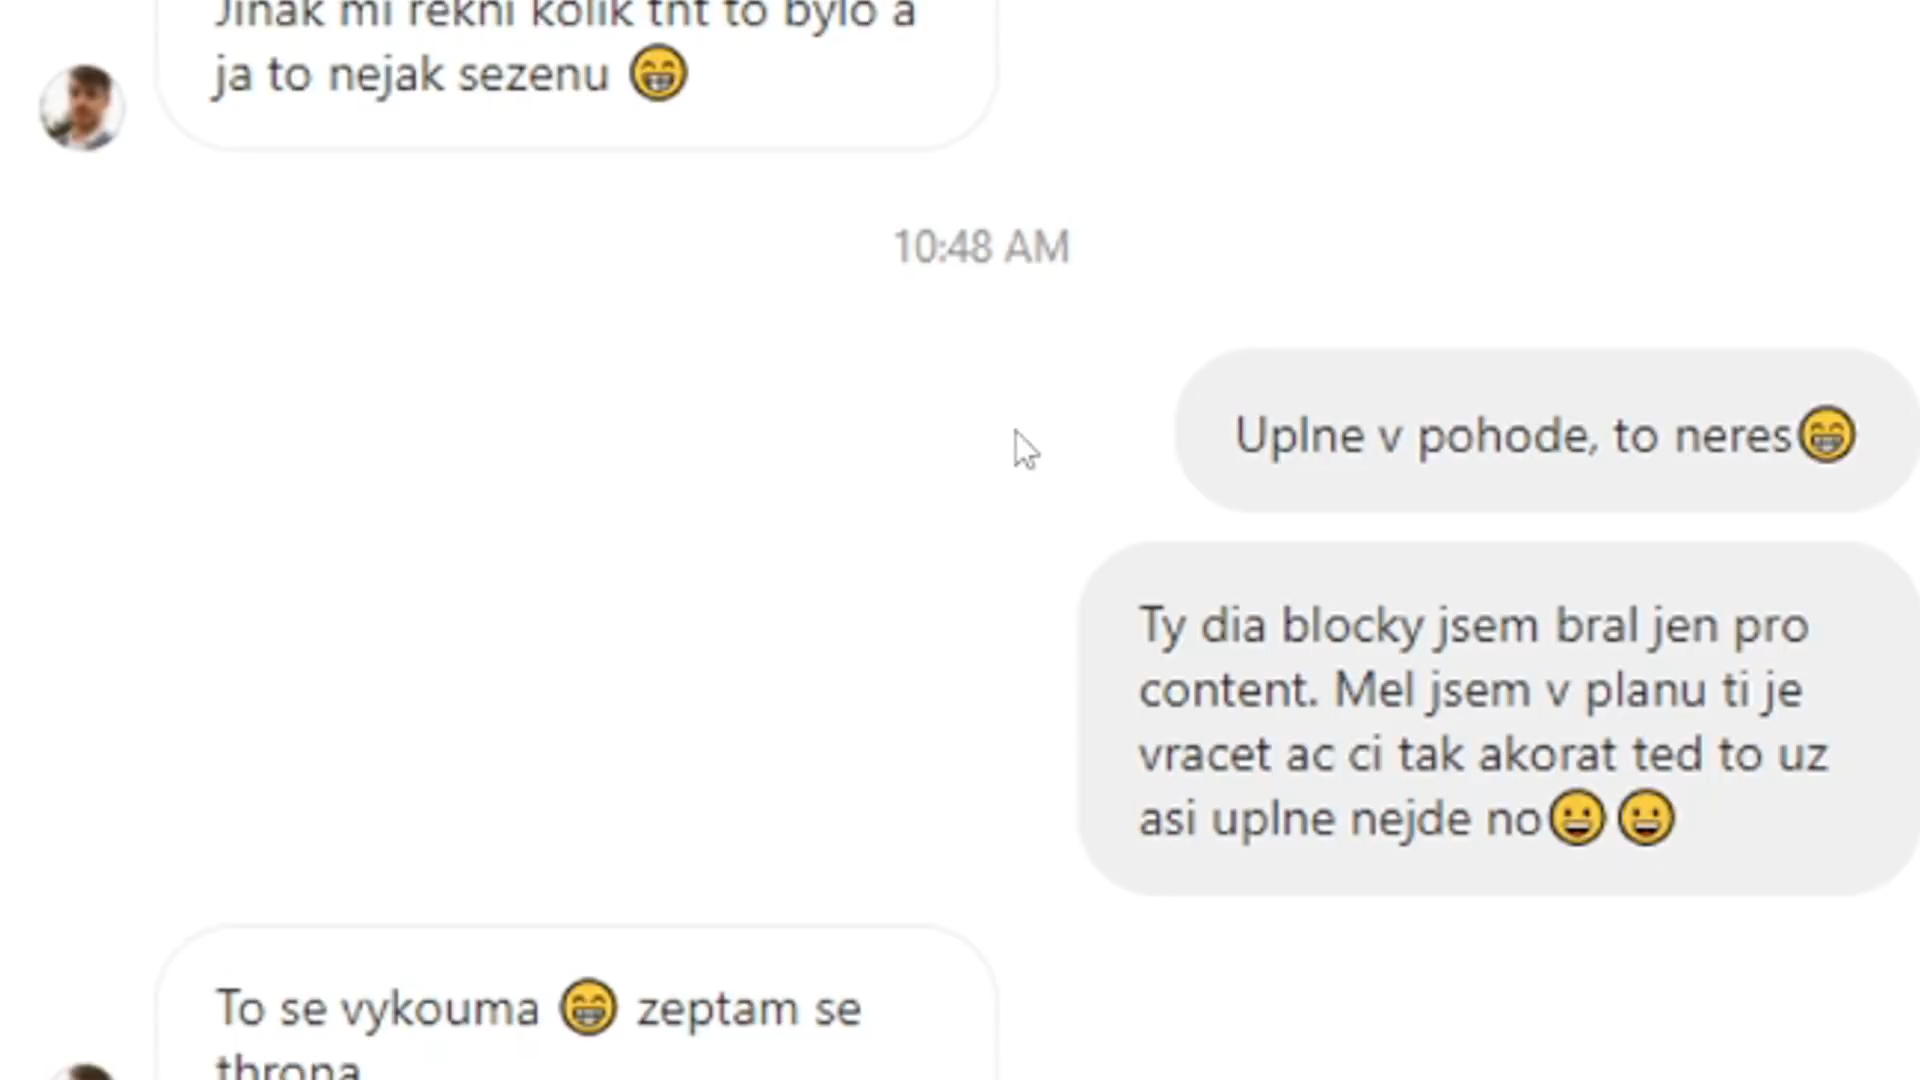 Jinak mi rekni kolik tnt to bylo a
ja to nejak sezenu 😁
10:48 AM
Uplne v pohode, to neres😁
Ty dia blocky jsem bral jen pro
content. Mel jsem v planu ti je
vracet ac ci tak akorat ted to uz
asi uplne nejde no😀😀
To se vykouma 😁 zeptam se
throna